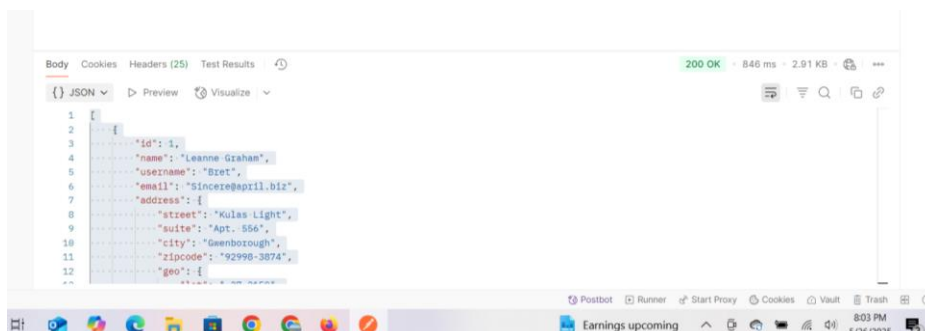 Body Cookies Headers (25) Test Results
200 OK 846 ms 2.91 KB
{} JSON Preview Visualize
1 [
2 {
3 "id": 1,
4 "name": "Leanne Graham",
5 "username": "Bret",
6 "email": "Sincere@april.biz",
7 "address": {
8 "street": "Kulas Light",
9 "suite": "Apt. 556",
10 "city": "Gwenborough",
11 "zipcode": "92998-3874",
12 "geo": {
Postbot Runner Start Proxy Cookies Vault Trash
Earnings upcoming
8:03 PM